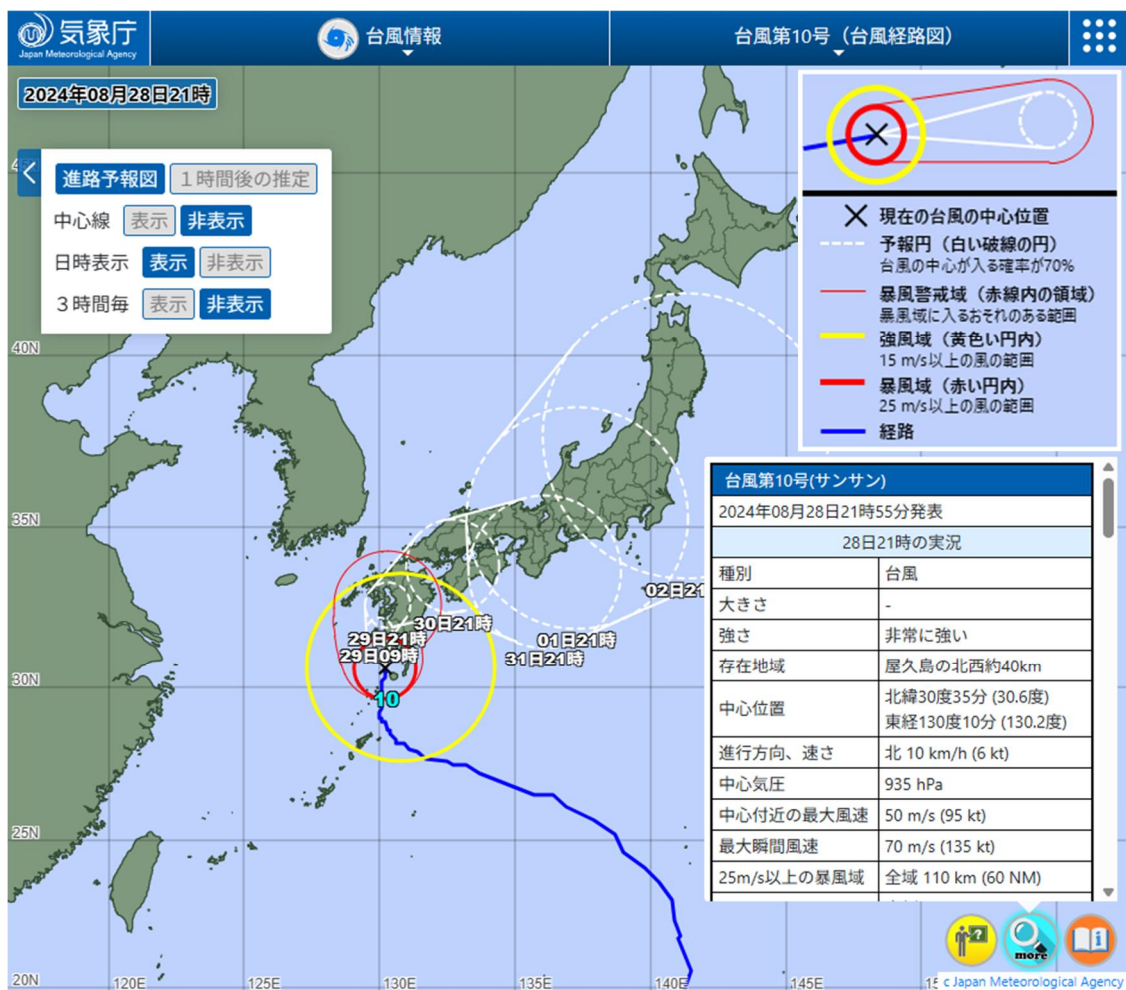 気象庁
Japan Meteorological Agency
台風情報
台風第10号（台風経路図）
2024年08月28日21時
進路予報図
１時間後の推定
中心線 表示 非表示
日時表示 表示 非表示
３時間毎 表示 非表示
現在の台風の中心位置
予報円（白い破線の円）
台風の中心が入る確率が70%
暴風警戒域（赤線内の領域）
暴風域に入るおそれのある範囲
強風域（黄色い円内）
15 m/s以上の風の範囲
暴風域（赤い円内）
25 m/s以上の風の範囲
経路
40N
35N
30N
25N
20N
120E
125E
130E
135E
140E
145E
02日21
01日21時
31日21時
30日21時
29日21時
29日09時
10
台風第10号(サンサン)
2024年08月28日21時55分発表
28日21時の実況
種別 台風
大きさ -
強さ 非常に強い
存在地域 屋久島の北西約40km
中心位置 北緯30度35分 (30.6度)
東経130度10分 (130.2度)
進行方向、速さ 北 10 km/h (6 kt)
中心気圧 935 hPa
中心付近の最大風速 50 m/s (95 kt)
最大瞬間風速 70 m/s (135 kt)
25m/s以上の暴風域 全域 110 km (60 NM)
more
c Japan Meteorological Agency